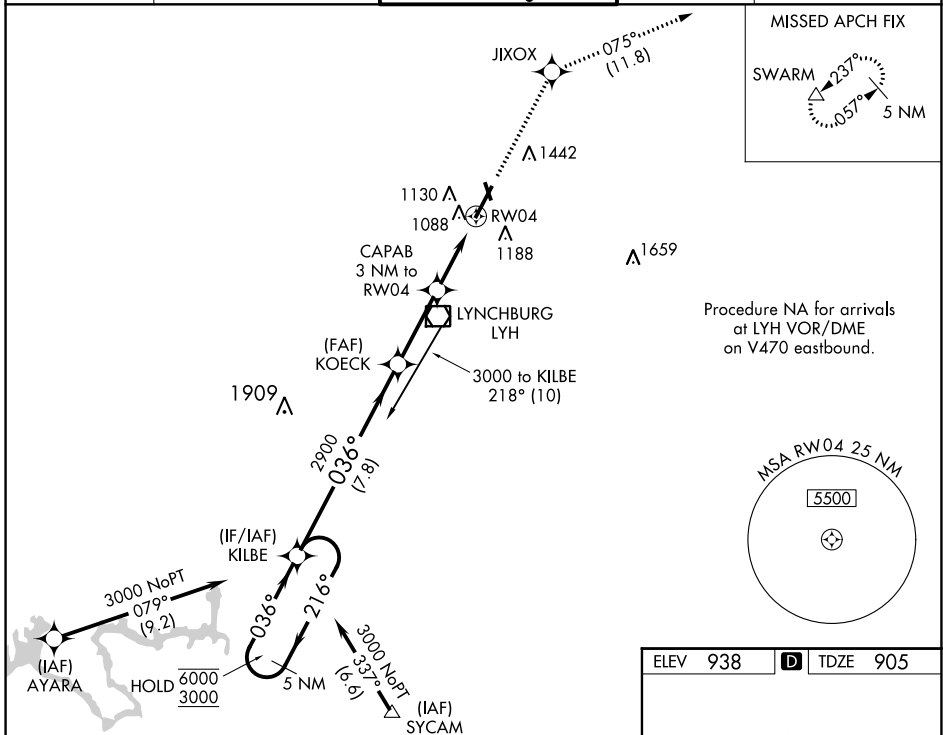 MISSED APCH FIX
SWARM
237°
057°
5 NM
JIXOX
075°
(11.8)
1442
1130
1088
RW04
1188
1659
CAPAB
3 NM to
RW04
LYNCHBURG
LYH
Procedure NA for arrivals
at LYH VOR/DME
on V470 eastbound.
(FAF)
KOECK
3000 to KILBE
218° (10)
1909
2900
036°
(7.8)
MSA RW04 25 NM
5500
(IF/IAF)
KILBE
3000 NoPT
079°
(9.2)
036°
216°
3000 NoPT
337°
(6.6)
(IAF)
AYARA
HOLD
6000
3000
5 NM
(IAF)
SYCAM
ELEV 938 D TDZE 905